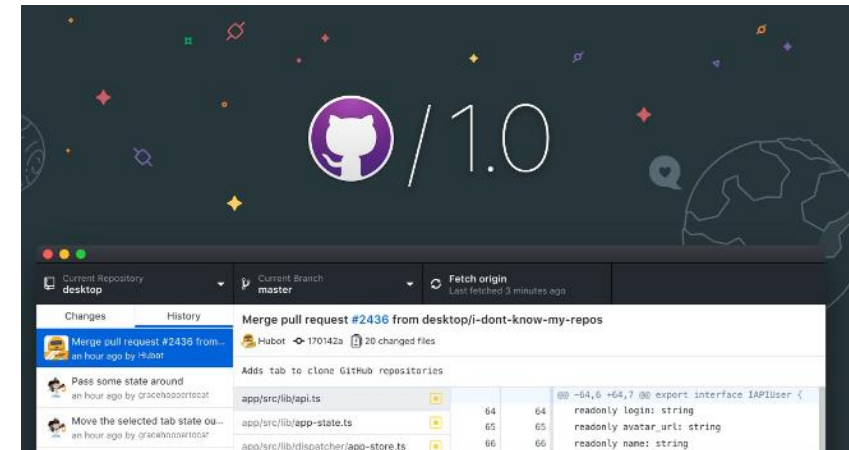 / 1.0
Current Repository
desktop
Current Branch
master
Fetch origin
Last fetched 3 minutes ago
Changes
History
Merge pull request #2436 from...
an hour ago by Hubot
Pass some state around
an hour ago by gracehoppertocat
Move the selected tab state ou...
an hour ago by gracehoppertocat
Merge pull request #2436 from desktop/i-dont-know-my-repos
Hubot 170142a 20 changed files
Adds tab to clone GitHub repositories
app/src/lib/api.ts
app/src/lib/app-state.ts
app/src/lib/dispatcher/app-store.ts
@@ -64,6 +64,7 @@ export interface IAPIUser {
64 64 readonly login: string
65 65 readonly avatar_url: string
66 66 readonly name: string